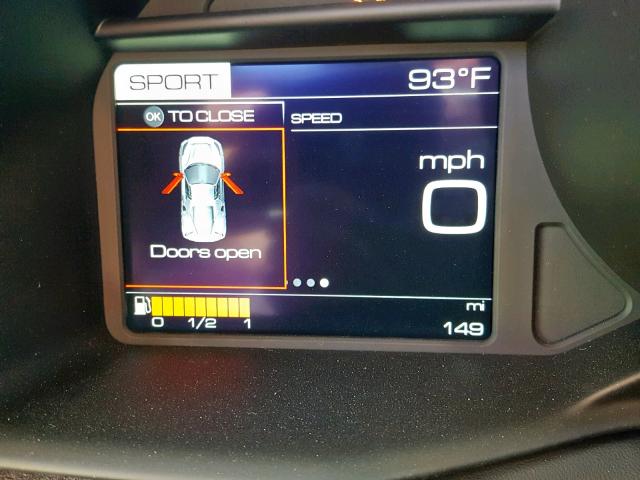 SPORT 93°F
OK TO CLOSE SPEED
mph
0
Doors open
mi
0 1/2 1 149